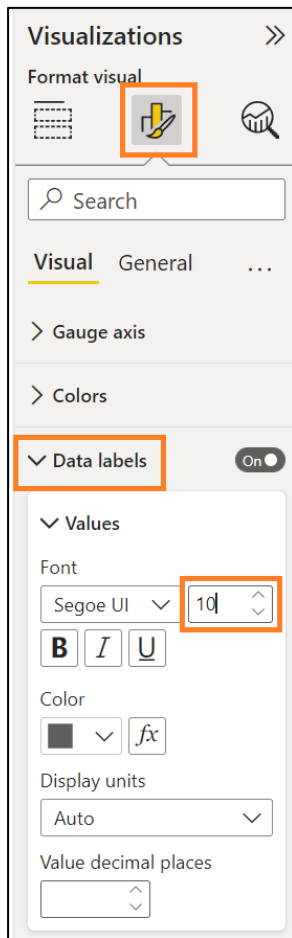 Visualizations
Format visual
Search
Visual General ...
Gauge axis
Colors
Data labels On
Values
Font
Segoe UI 10
B I U
Color
fx
Display units
Auto
Value decimal places